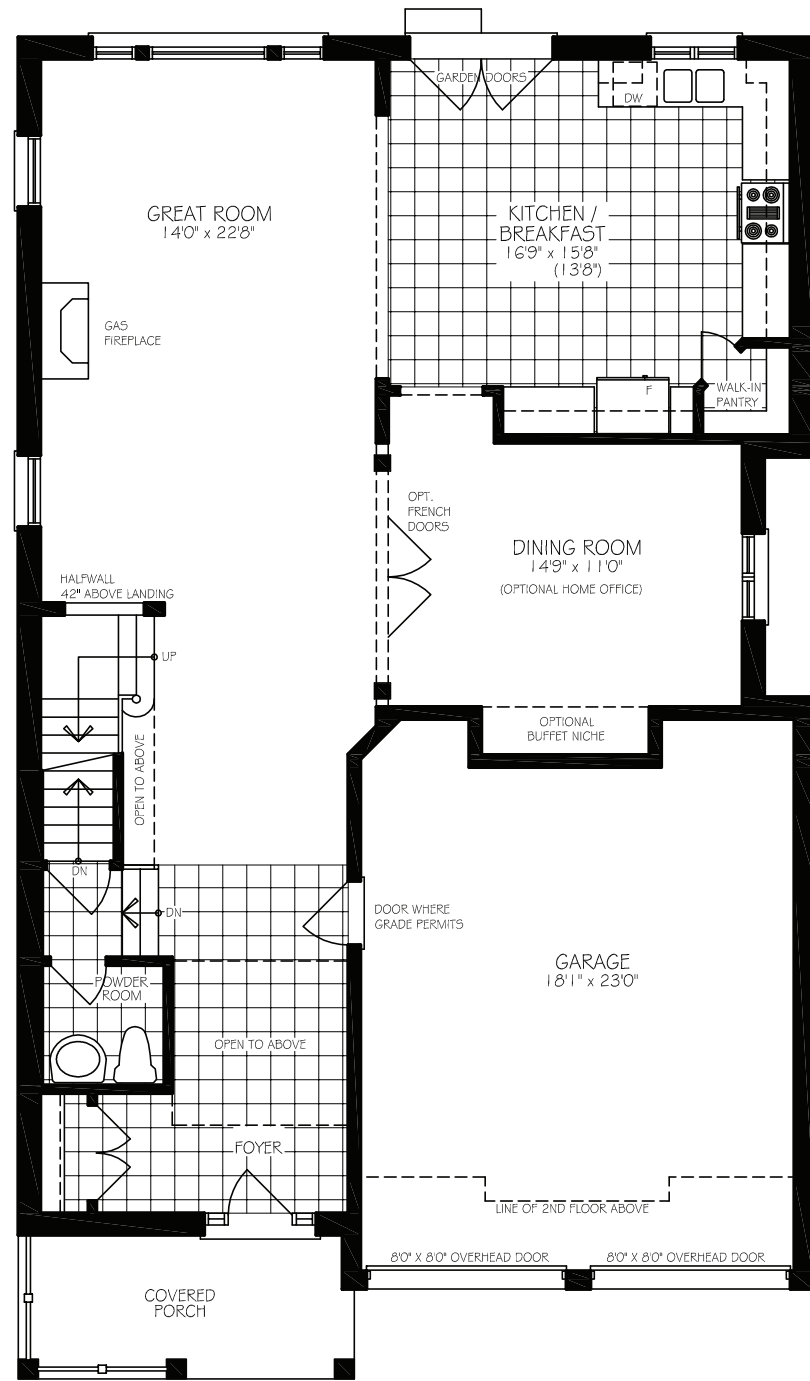 GARDEN DOORS
DW
GREAT ROOM
14'0" x 22'8"
KITCHEN /
BREAKFAST
16'9" x 15'8"
(13'8")
GAS
FIREPLACE
F
WALK-IN
PANTRY
OPT.
FRENCH
DOORS
DINING ROOM
14'9" x 11'0"
(OPTIONAL HOME OFFICE)
HALFWALL
42" ABOVE LANDING
UP
OPEN TO ABOVE
OPTIONAL
BUFFET NICHE
DN
DN
DOOR WHERE
GRADE PERMITS
GARAGE
18'1" x 23'0"
POWDER
ROOM
OPEN TO ABOVE
FOYER
LINE OF 2ND FLOOR ABOVE
8'0" X 8'0" OVERHEAD DOOR
8'0" X 8'0" OVERHEAD DOOR
COVERED
PORCH